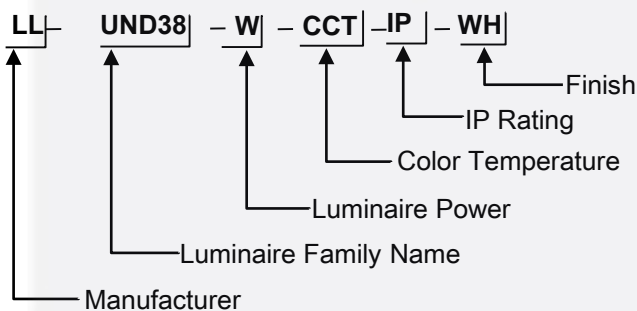 LL– UND38 – W – CCT – IP – WH
Finish
IP Rating
Color Temperature
Luminaire Power
Luminaire Family Name
Manufacturer